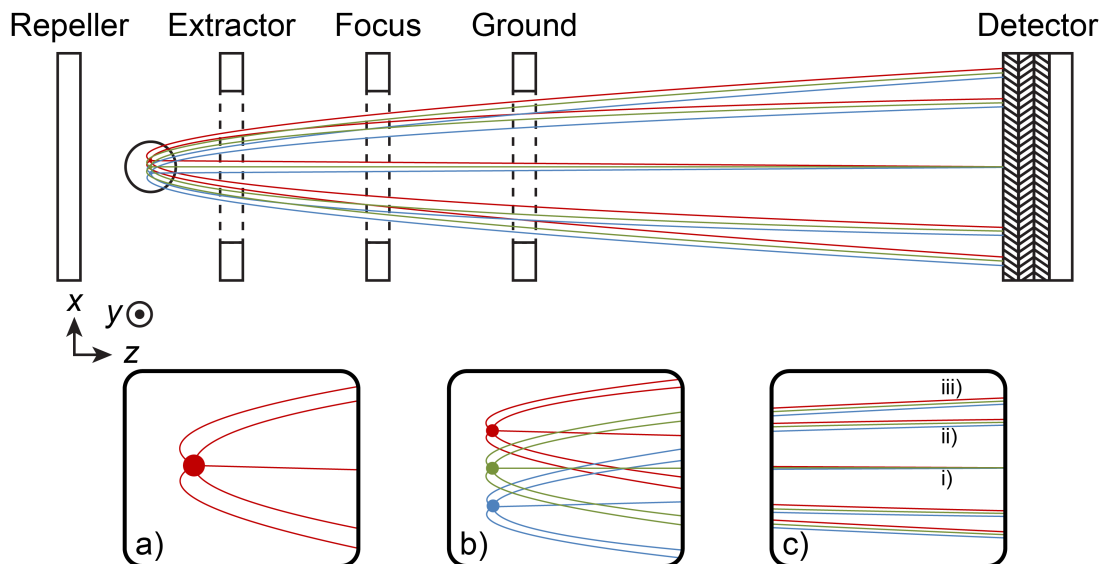 Repeller Extractor Focus Ground Detector
x
y
z
iii)
ii)
i)
a) b) c)